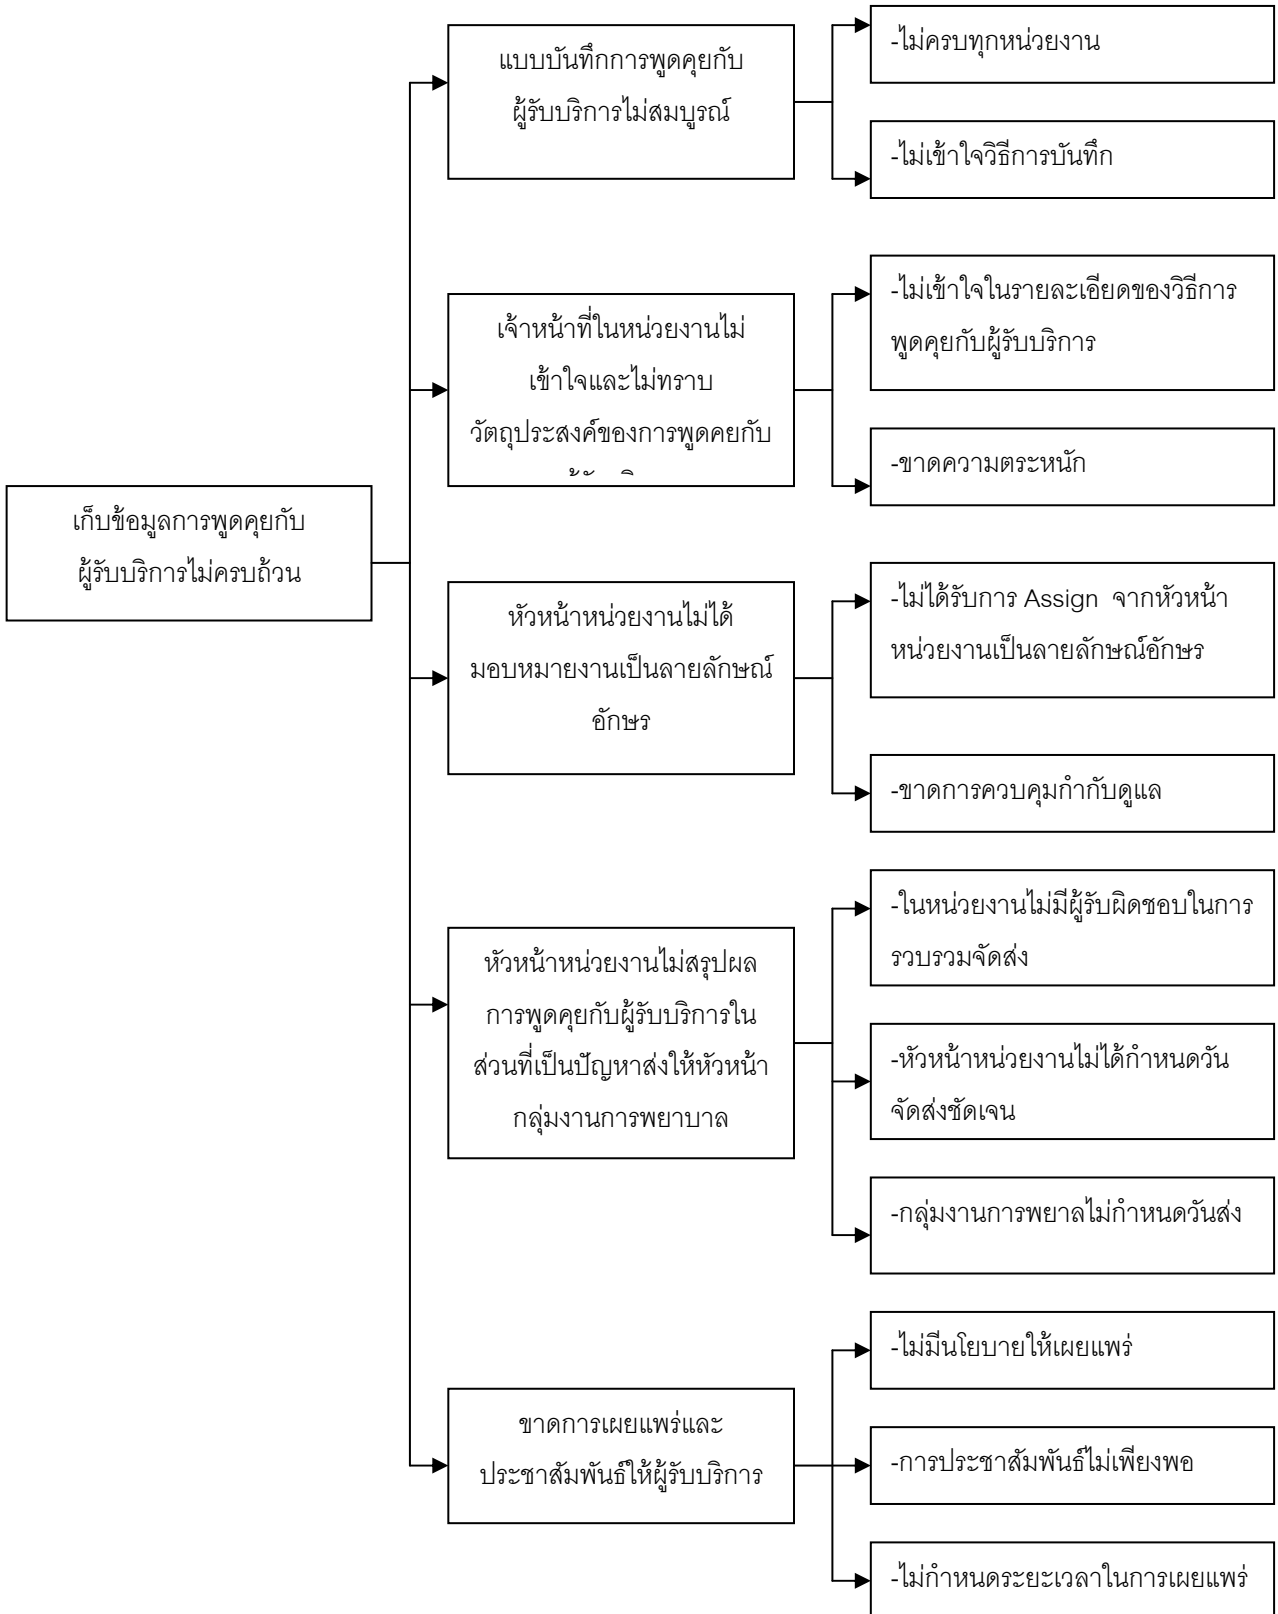 แบบบันทึกการพูดคุยกับ
ผู้รับบริการไม่สมบูรณ์
-ไม่ครบทุกหน่วยงาน
-ไม่เข้าใจวิธีการบันทึก
เจ้าหน้าที่ในหน่วยงานไม่
เข้าใจและไม่ทราบ
วัตถุประสงค์ของการพูดคยกับ
-ไม่เข้าใจในรายละเอียดของวิธีการ
พูดคุยกับผู้รับบริการ
-ขาดความตระหนัก
เก็บข้อมูลการพูดคุยกับ
ผู้รับบริการไม่ครบถ้วน
หัวหน้าหน่วยงานไม่ได้
มอบหมายงานเป็นลายลักษณ์
อักษร
-ไม่ได้รับการ Assign จากหัวหน้า
หน่วยงานเป็นลายลักษณ์อักษร
-ขาดการควบคุมกำกับดูแล
หัวหน้าหน่วยงานไม่สรุปผล
การพูดคุยกับผู้รับบริการใน
ส่วนที่เป็นปัญหาส่งให้หัวหน้า
กลุ่มงานการพยาบาล
-ในหน่วยงานไม่มีผู้รับผิดชอบในการ
รวบรวมจัดส่ง
-หัวหน้าหน่วยงานไม่ได้กำหนดวัน
จัดส่งชัดเจน
-กลุ่มงานการพยาลไม่กำหนดวันส่ง
ขาดการเผยแพร่และ
ประชาสัมพันธ์ให้ผู้รับบริการ
-ไม่มีนโยบายให้เผยแพร่
-การประชาสัมพันธ์ไม่เพียงพอ
-ไม่กำหนดระยะเวลาในการเผยแพร่